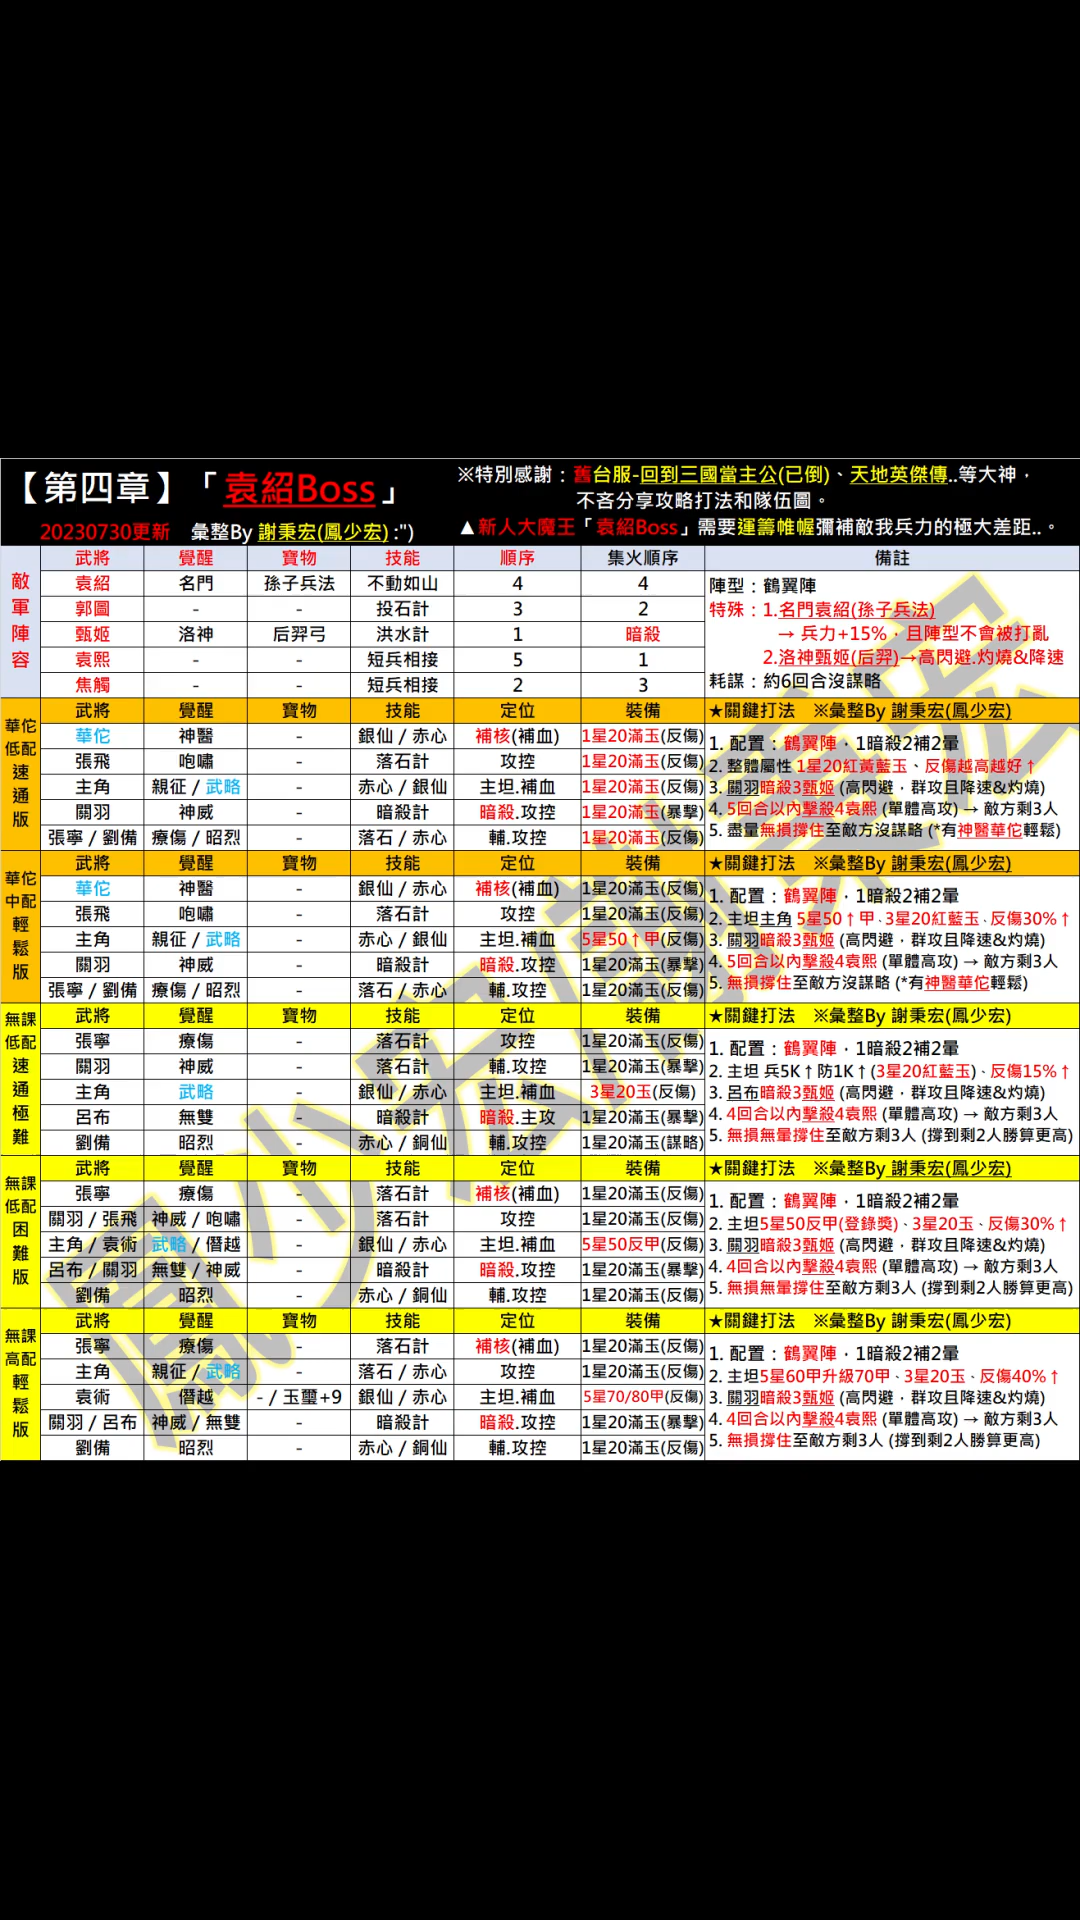 【第四章】「袁紹Boss」
※特別感謝：舊台服-回到三國當主公(已倒)、天地英傑傳..等大神，
不吝分享攻略打法和隊伍圖。
20230730更新 彙整By 謝秉宏(鳳少宏) :")
▲新人大魔王「袁紹Boss」需要運籌帷幄彌補敵我兵力的極大差距..。
敵軍陣容
武將 覺醒 寶物 技能 順序 集火順序 備註
袁紹 名門 孫子兵法 不動如山 4 4
郭圖 - - 投石計 3 2
甄姬 洛神 后羿弓 洪水計 1 暗殺
袁熙 - - 短兵相接 5 1
焦觸 - - 短兵相接 2 3
陣型：鶴翼陣
特殊：1.名門袁紹(孫子兵法)
→ 兵力+15%，且陣型不會被打亂
2.洛神甄姬(后羿)→高閃避.灼燒&降速
耗謀：約6回合沒謀略
華佗低配速通版
武將 覺醒 寶物 技能 定位 裝備 ★關鍵打法 ※彙整By 謝秉宏(鳳少宏)
華佗 神醫 - 銀仙 / 赤心 補核(補血) 1星20滿玉(反傷)
張飛 咆嘯 - 落石計 攻控 1星20滿玉(反傷)
主角 親征 / 武略 - 赤心 / 銀仙 主坦.補血 1星20滿玉(反傷)
關羽 神威 - 暗殺計 暗殺.攻控 1星20滿玉(暴擊)
張寧 / 劉備 療傷 / 昭烈 - 落石 / 赤心 輔.攻控 1星20滿玉(反傷)
1. 配置：鶴翼陣，1暗殺2補2暈
2. 整體屬性 1星20紅黃藍玉、反傷越高越好↑
3. 關羽暗殺3甄姬 (高閃避，群攻且降速&灼燒)
4. 5回合以內擊殺4袁熙 (單體高攻) → 敵方剩3人
5. 盡量無損撐住至敵方沒謀略 (*有神醫華佗輕鬆)
華佗中配輕鬆版
武將 覺醒 寶物 技能 定位 裝備 ★關鍵打法 ※彙整By 謝秉宏(鳳少宏)
華佗 神醫 - 銀仙 / 赤心 補核(補血) 1星20滿玉(反傷)
張飛 咆嘯 - 落石計 攻控 1星20滿玉(反傷)
主角 親征 / 武略 - 赤心 / 銀仙 主坦.補血 5星50↑甲(反傷)
關羽 神威 - 暗殺計 暗殺.攻控 1星20滿玉(暴擊)
張寧 / 劉備 療傷 / 昭烈 - 落石 / 赤心 輔.攻控 1星20滿玉(反傷)
1. 配置：鶴翼陣，1暗殺2補2暈
2. 主坦主角 5星50↑甲、3星20紅藍玉、反傷30%↑
3. 關羽暗殺3甄姬 (高閃避，群攻且降速&灼燒)
4. 5回合以內擊殺4袁熙 (單體高攻) → 敵方剩3人
5. 無損撐住至敵方沒謀略 (*有神醫華佗輕鬆)
無課低配速通極難
武將 覺醒 寶物 技能 定位 裝備 ★關鍵打法 ※彙整By 謝秉宏(鳳少宏)
張寧 療傷 - 落石計 攻控 1星20滿玉(反傷)
關羽 神威 - 落石計 輔.攻控 1星20滿玉(暴擊)
主角 武略 - 銀仙 / 赤心 主坦.補血 3星20玉(反傷)
呂布 無雙 - 暗殺計 暗殺.主攻 1星20滿玉(暴擊)
劉備 昭烈 - 赤心 / 銅仙 輔.攻控 1星20滿玉(謀略)
1. 配置：鶴翼陣，1暗殺2補2暈
2. 主坦 兵5K↑防1K↑(3星20紅藍玉)、反傷15%↑
3. 呂布暗殺3甄姬 (高閃避，群攻且降速&灼燒)
4. 4回合以內擊殺4袁熙 (單體高攻) → 敵方剩3人
5. 無損無暈撐住至敵方剩3人 (撐到剩2人勝算更高)
無課低配困難版
武將 覺醒 寶物 技能 定位 裝備 ★關鍵打法 ※彙整By 謝秉宏(鳳少宏)
張寧 療傷 - 落石計 補核(補血) 1星20滿玉(反傷)
關羽 / 張飛 神威 / 咆嘯 - 落石計 攻控 1星20滿玉(反傷)
主角 / 袁術 武略 / 僭越 - 銀仙 / 赤心 主坦.補血 5星50反甲(反傷)
呂布 / 關羽 無雙 / 神威 - 暗殺計 暗殺.攻控 1星20滿玉(暴擊)
劉備 昭烈 - 赤心 / 銅仙 輔.攻控 1星20滿玉(反傷)
1. 配置：鶴翼陣，1暗殺2補2暈
2. 主坦5星50反甲(登錄獎)、3星20玉、反傷30%↑
3. 關羽暗殺3甄姬 (高閃避，群攻且降速&灼燒)
4. 4回合以內擊殺4袁熙 (單體高攻) → 敵方剩3人
5. 無損無暈撐住至敵方剩3人 (撐到剩2人勝算更高)
無課高配輕鬆版
武將 覺醒 寶物 技能 定位 裝備 ★關鍵打法 ※彙整By 謝秉宏(鳳少宏)
張寧 療傷 - 落石計 補核(補血) 1星20滿玉(反傷)
主角 親征 / 武略 - 落石 / 赤心 攻控 1星20滿玉(反傷)
袁術 僭越 - / 玉璽+9 銀仙 / 赤心 主坦.補血 5星70/80甲(反傷)
關羽 / 呂布 神威 / 無雙 - 暗殺計 暗殺.攻控 1星20滿玉(暴擊)
劉備 昭烈 - 赤心 / 銅仙 輔.攻控 1星20滿玉(反傷)
1. 配置：鶴翼陣，1暗殺2補2暈
2. 主坦5星60甲升級70甲、3星20玉、反傷40%↑
3. 關羽暗殺3甄姬 (高閃避，群攻且降速&灼燒)
4. 4回合以內擊殺4袁熙 (單體高攻) → 敵方剩3人
5. 無損撐住至敵方剩3人 (撐到剩2人勝算更高)